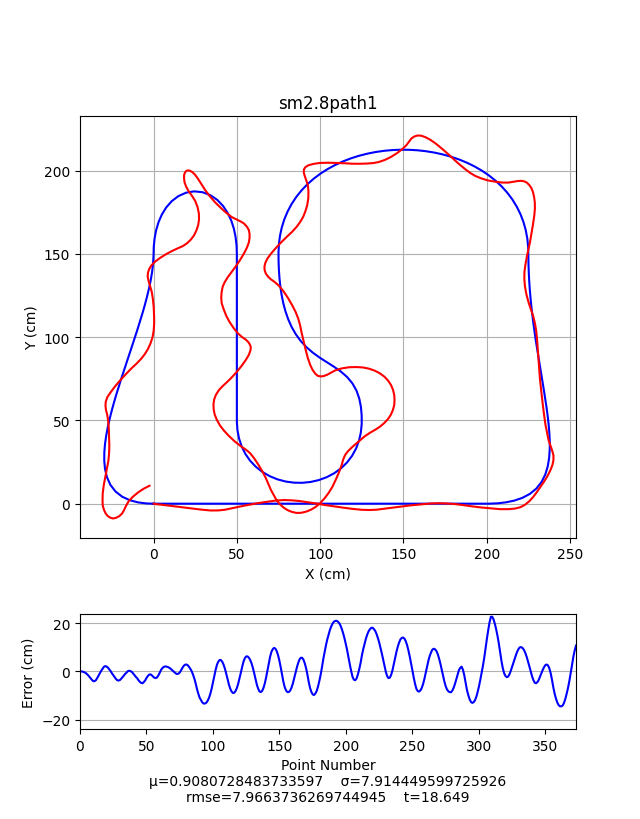 sm2.8path1
200
150
100
50
0
Y (cm)
0 50 100 150 200 250
X (cm)
20
0
−20
Error (cm)
0 50 100 150 200 250 300 350
Point Number
μ=0.9080728483733597 σ=7.914449599725926
rmse=7.9663736269744945 t=18.649